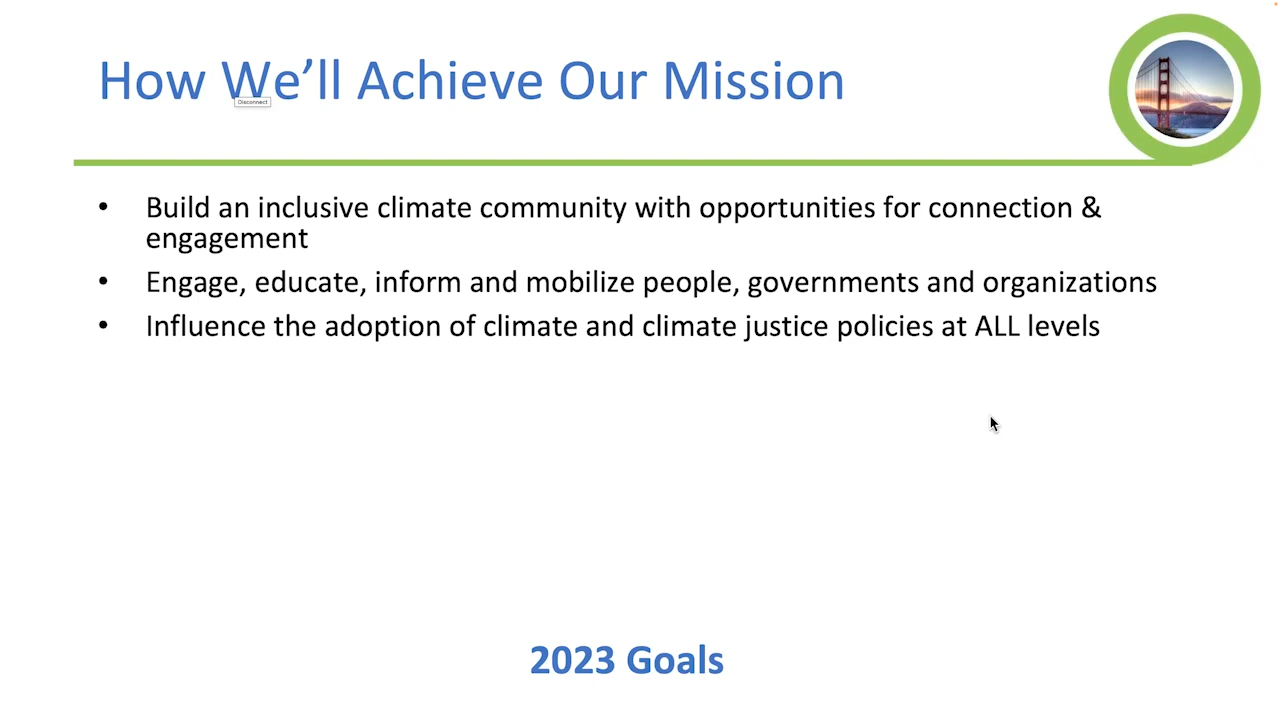 How We’ll Achieve Our Mission
Disconnect
• Build an inclusive climate community with opportunities for connection &
engagement
• Engage, educate, inform and mobilize people, governments and organizations
• Influence the adoption of climate and climate justice policies at ALL levels
2023 Goals